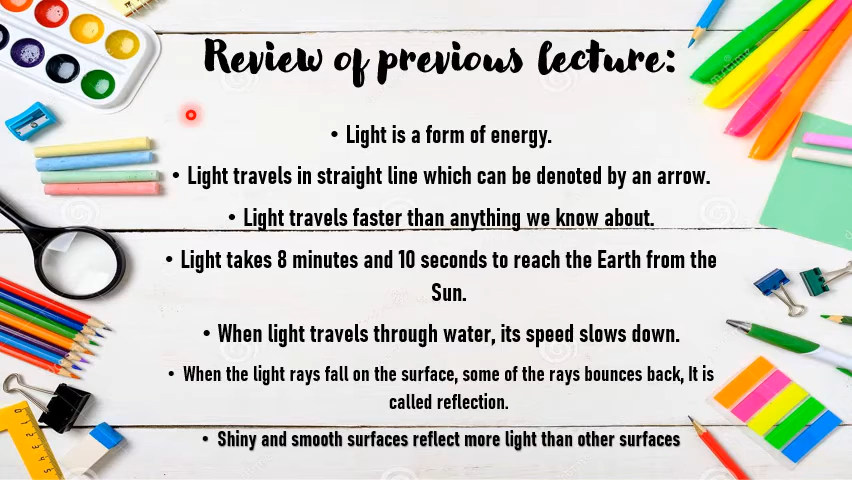 Review of previous lecture:
• Light is a form of energy.
• Light travels in straight line which can be denoted by an arrow.
• Light travels faster than anything we know about.
• Light takes 8 minutes and 10 seconds to reach the Earth from the
Sun.
• When light travels through water, its speed slows down.
• When the light rays fall on the surface, some of the rays bounces back, It is
called reflection.
• Shiny and smooth surfaces reflect more light than other surfaces